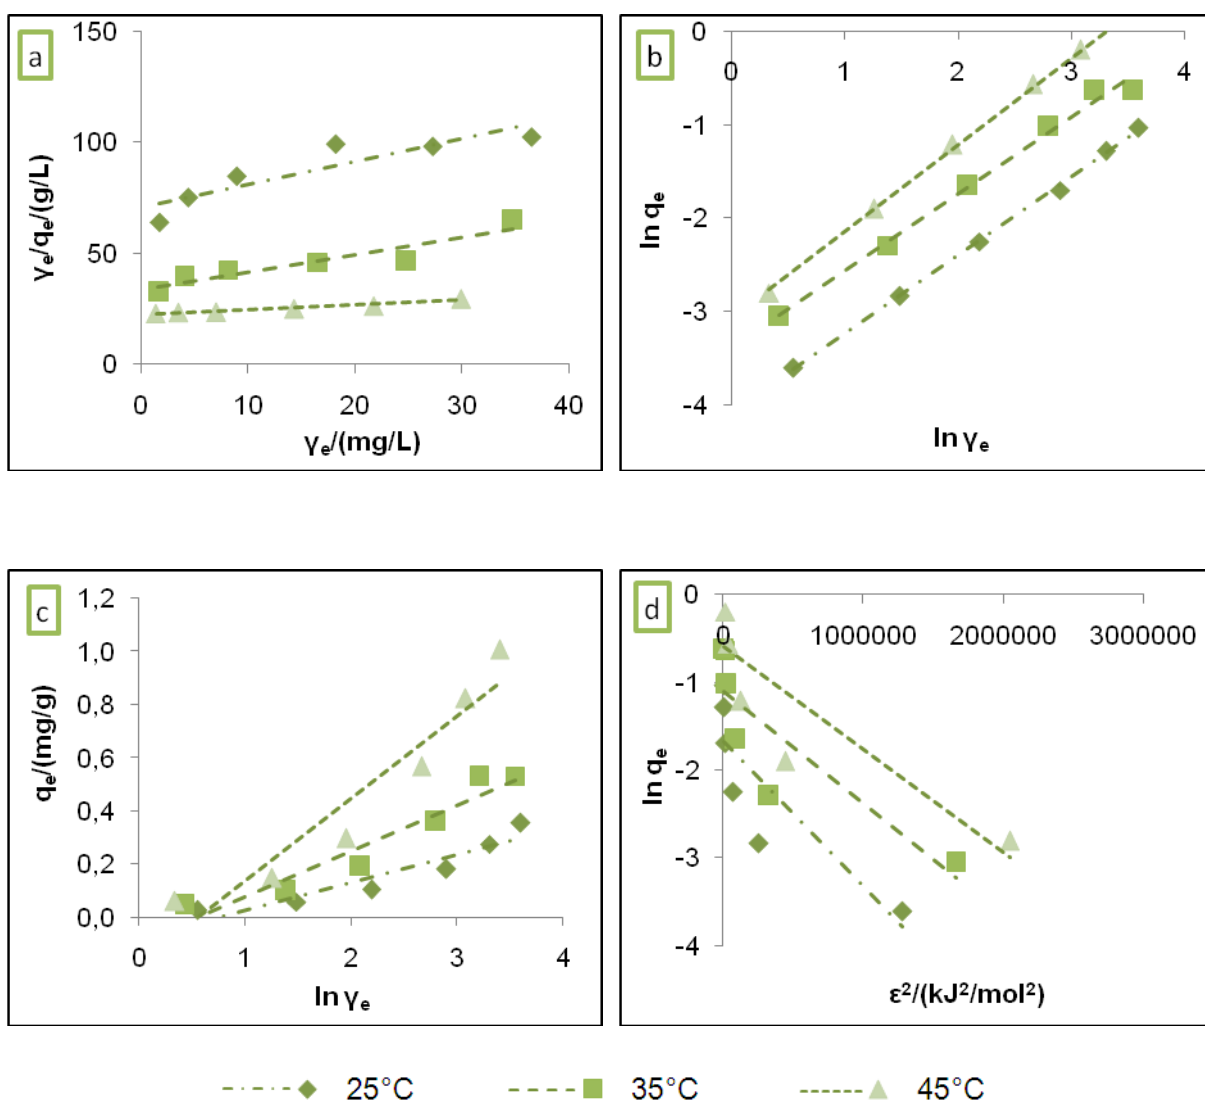 a
150
100
50
0
0 10 20 30 40
γe/qe/(g/L)
γe/(mg/L)
b
0
-1
-2
-3
-4
0 1 2 3 4
ln qe
ln γe
c
1,2
1,0
0,8
0,6
0,4
0,2
0,0
0 1 2 3 4
qe/(mg/g)
ln γe
d
0
-1
-2
-3
-4
0 1000000 2000000 3000000
ln qe
ε²/(kJ²/mol²)
25°C 35°C 45°C